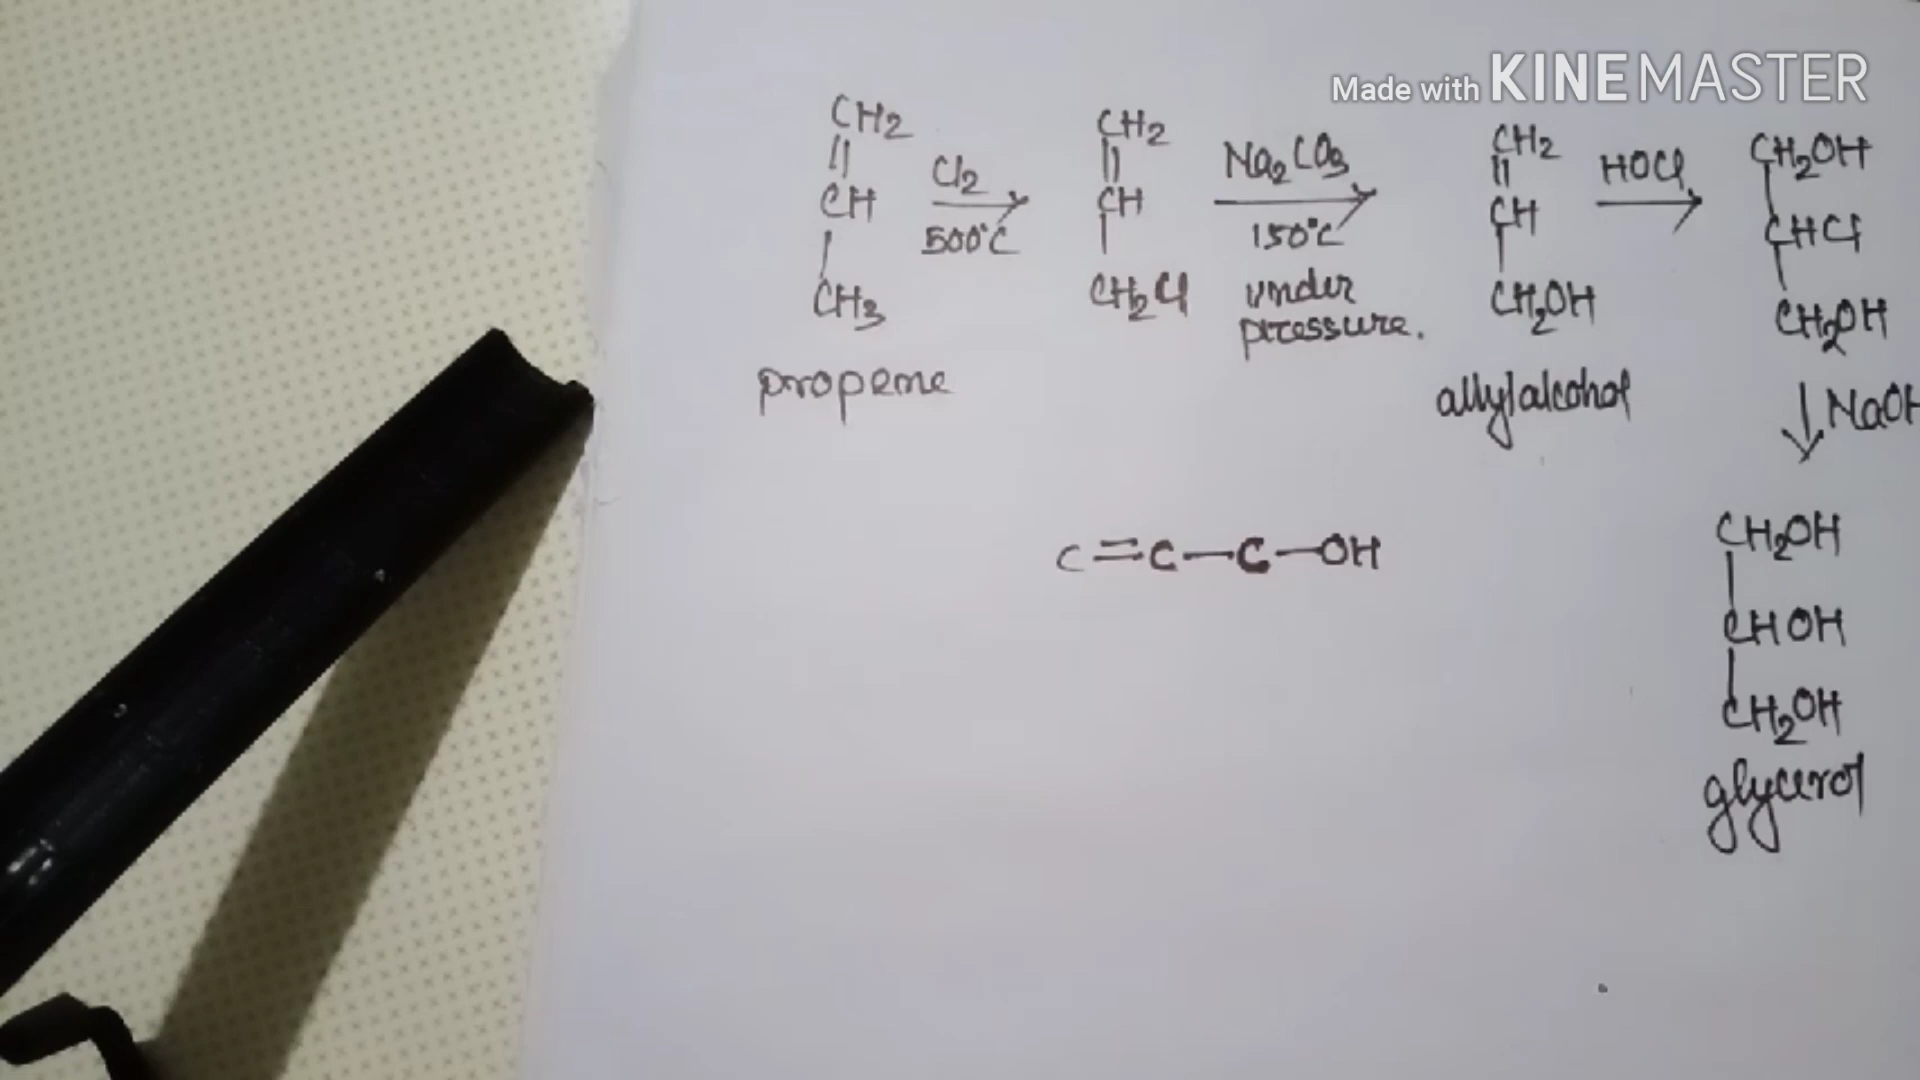 Made with KINEMASTER
CH2 = CH - CH3
Cl2
500°C
CH2 = CH - CH2Cl
Na2CO3
150°C
under
pressure.
CH2 = CH - CH2OH
HOCl
CH2OH - CHCl - CH2OH
propene
allylalcohol
NaOH
C=C-C-OH
CH2OH - CHOH - CH2OH
glycerol